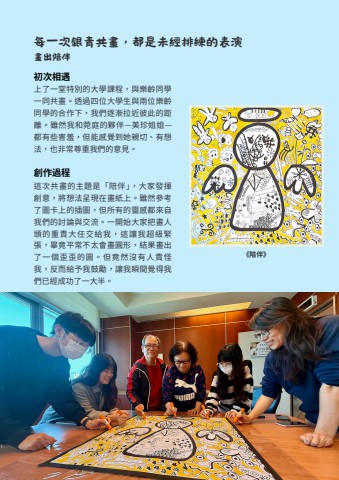 每一次銀青共畫，都是未經排練的表演
畫出陪伴
初次相遇
上了一堂特別的大學課程，與樂齡同學
一同共畫。透過四位大學生與兩位樂齡
同學的合作下，我們逐漸拉近彼此的距
離。雖然我和菀庭的夥伴—美珍姐姐—
都有些害羞，但能感覺到她親切、有想
法，也非常尊重我們的意見。
創作過程
這次共畫的主題是「陪伴」，大家發揮
創意，將想法呈現在畫紙上。雖然參考
了圖卡上的插圖，但所有的靈感都來自
我們的討論與交流。一開始大家把畫人
頭的重責大任交給我，這讓我超級緊
張，畢竟平常不太會畫圓形，結果畫出
了一個歪歪的圓。但竟然沒有人責怪
我，反而給予我鼓勵，讓我瞬間覺得我
們已經成功了一大半。
《陪伴》